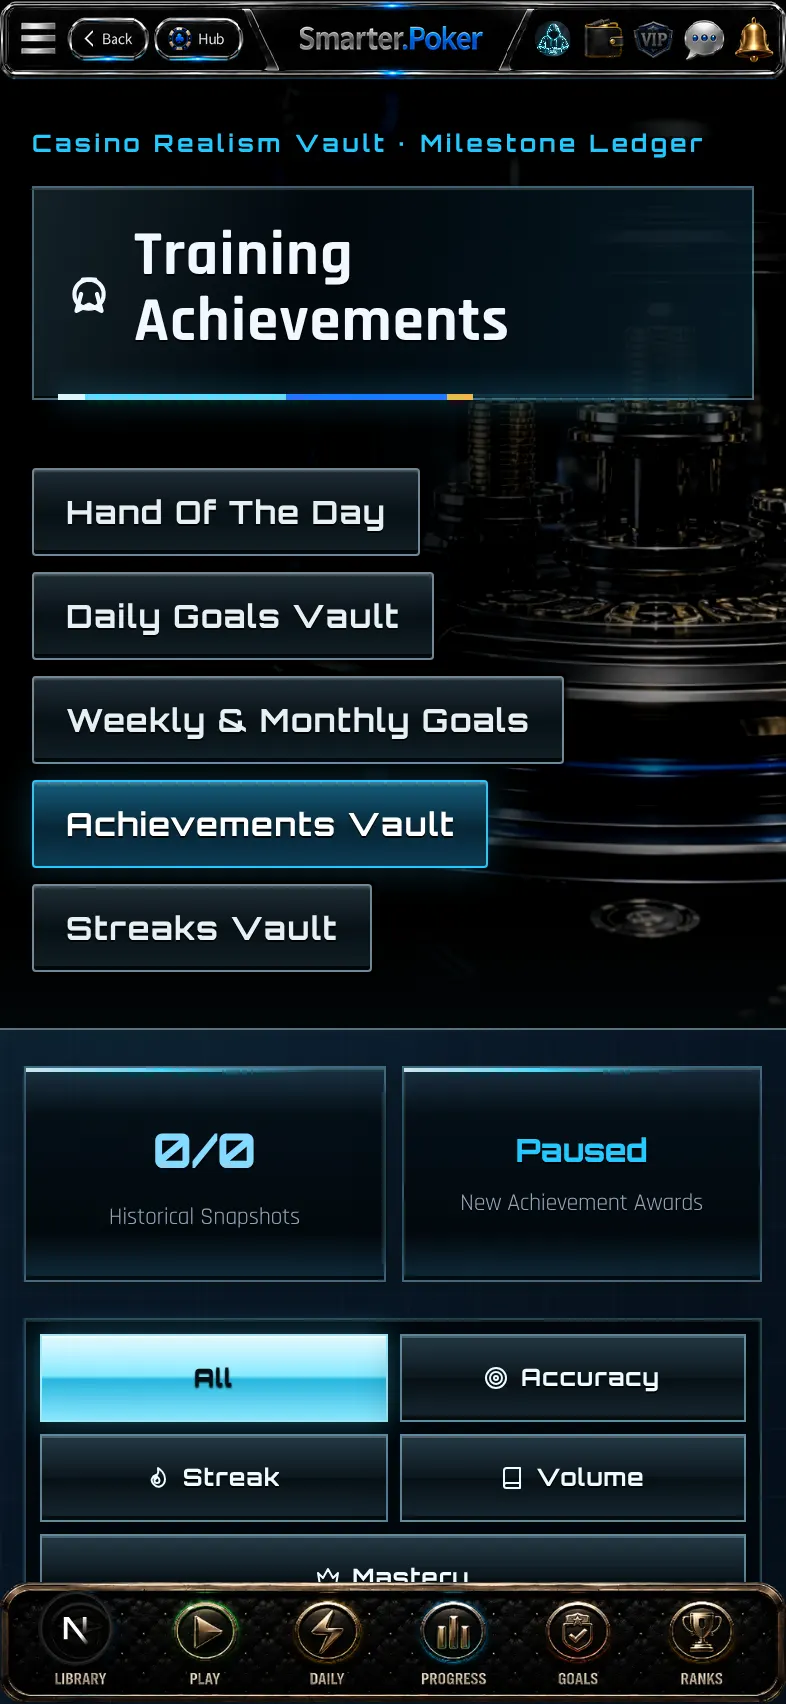 Back
Hub
Smarter.Poker
VIP
Casino Realism Vault · Milestone Ledger
Training
Achievements
Hand Of The Day
Daily Goals Vault
Weekly & Monthly Goals
Achievements Vault
Streaks Vault
0/0
Historical Snapshots
Paused
New Achievement Awards
All
Accuracy
Streak
Volume
Mastery
N
LIBRARY
PLAY
DAILY
PROGRESS
GOALS
RANKS